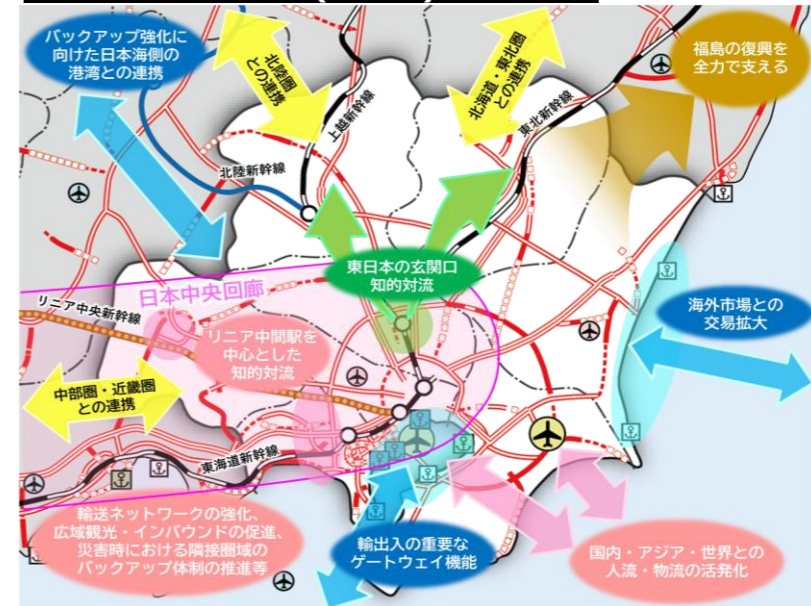 バックアップ強化に
向けた日本海側の
港湾との連携
北陸圏
との連携
北海道・東北圏
との連携
福島の復興を
全力で支える
上越新幹線
東北新幹線
北陸新幹線
東日本の玄関口
知的対流
日本中央回廊
リニア中央新幹線
リニア中間駅を
中心とした
知的対流
海外市場との
交易拡大
中部圏・近畿圏
との連携
東海道新幹線
輸送ネットワークの強化、
広域観光・インバウンドの促進、
災害時における隣接圏域の
バックアップ体制の推進等
輸出入の重要な
ゲートウェイ機能
国内・アジア・世界との
人流・物流の活発化